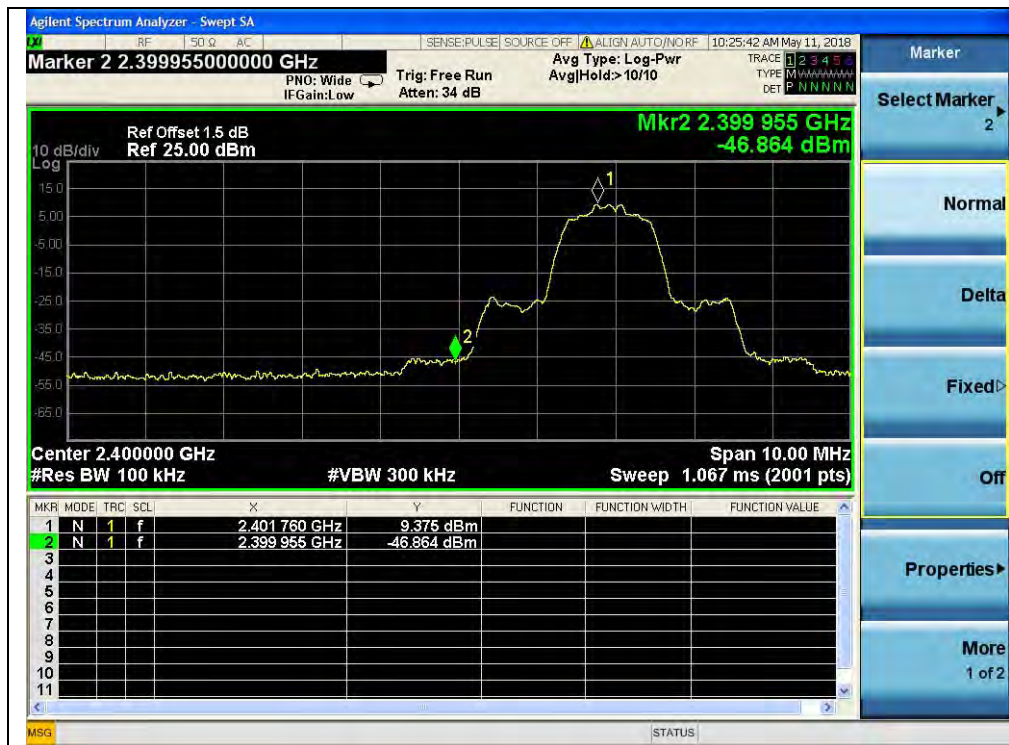 Agilent Spectrum Analyzer - Swept SA
LXI RF 50 Ω AC SENSE:PULSE SOURCE OFF ALIGN AUTO/NO RF 10:25:42 AM May 11, 2018
Marker 2 2.399955000000 GHz
PNO: Wide Trig: Free Run
IFGain:Low Atten: 34 dB
Avg Type: Log-Pwr
Avg|Hold:>10/10
TRACE 1 2 3 4 5 6
TYPE M
DET P N N N N N
Mkr2 2.399 955 GHz
-46.864 dBm
Ref Offset 1.5 dB
10 dB/div Ref 25.00 dBm
Log
15.0
5.00
-5.00
-15.0
-25.0
-35.0
-45.0
-55.0
-65.0
1
2
Center 2.400000 GHz Span 10.00 MHz
#Res BW 100 kHz #VBW 300 kHz Sweep 1.067 ms (2001 pts)
MKR MODE TRC SCL X Y FUNCTION FUNCTION WIDTH FUNCTION VALUE
1 N 1 f 2.401 760 GHz 9.375 dBm
2 N 1 f 2.399 955 GHz -46.864 dBm
3
4
5
6
7
8
9
10
11
MSG STATUS
Marker
Select Marker
2
Normal
Delta
Fixed
Off
Properties
More
1 of 2